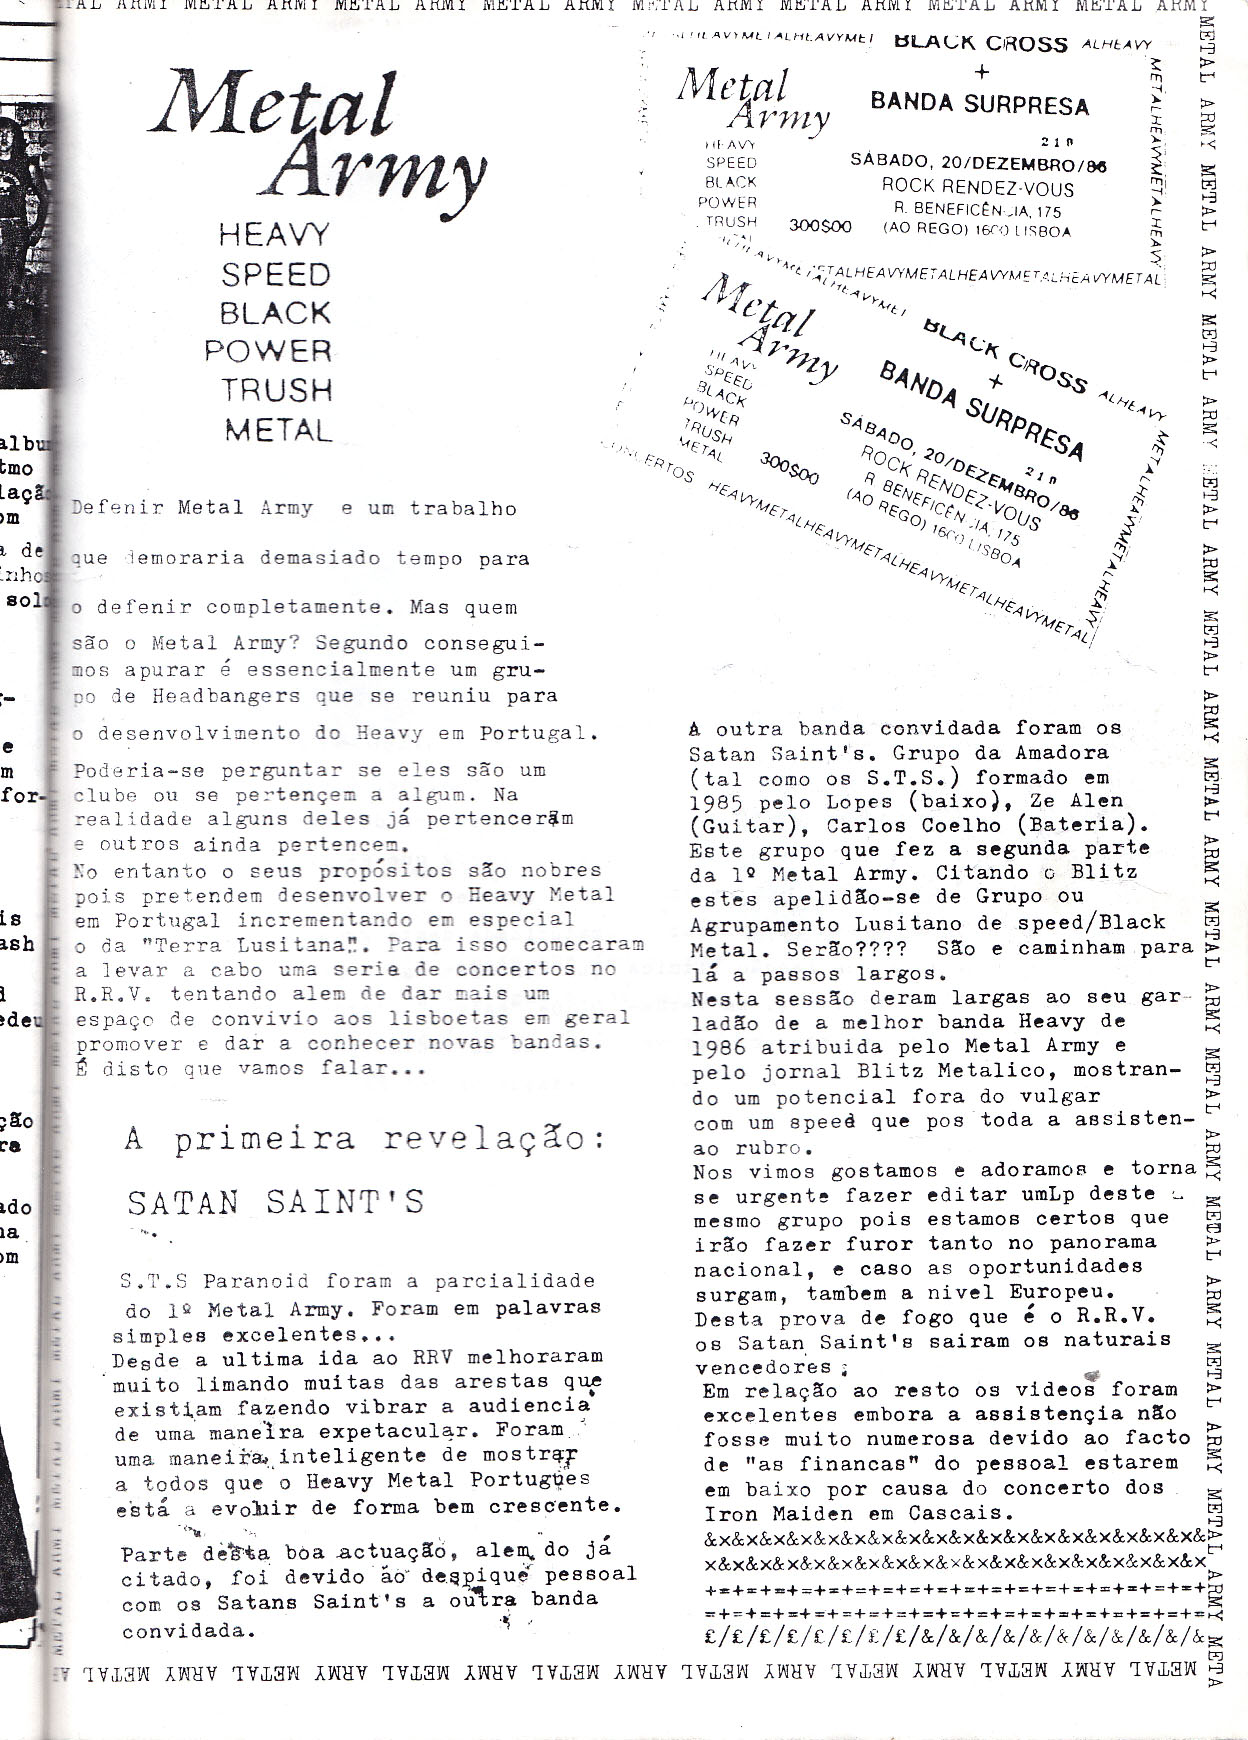 METAL ARMY METAL ARMY METAL ARMY METAL ARMY METAL ARMY METAL ARMY METAL ARMY
Metal
Army
HEAVY
SPEED
BLACK
POWER
TRUSH
METAL
Defenir Metal Army e um trabalho
que demoraria demasiado tempo para
o defenir completamente. Mas quem
são o Metal Army? Segundo consegui-
mos apurar é essencialmente um gru-
po de Headbangers que se reuniu para
o desenvolvimento do Heavy em Portugal.
Poderia-se perguntar se eles são um
clube ou se pertençem a algum. Na
realidade alguns deles já pertenceram
e outros ainda pertencem.
No entanto o seus propósitos são nobres
pois pretendem desenvolver o Heavy Metal
em Portugal incrementando em especial
o da "Terra Lusitana". Para isso comecaram
a levar a cabo uma seria de concertos no
R.R.V. tentando alem de dar mais um
espaço de convivio aos lisboetas em geral
promover e dar a conhecer novas bandas.
É disto que vamos falar...
A primeira revelação:
SATAN SAINT'S
S.T.S Paranoid foram a parcialidade
do 1º Metal Army. Foram em palavras
simples excelentes...
Desde a ultima ida ao RRV melhoraram
muito limando muitas das arestas que
existiam fazendo vibrar a audiencia
de uma maneira expetacular. Foram
uma maneira inteligente de mostrar
a todos que o Heavy Metal Portugues
está a evoluir de forma bem crescente.
Parte desta boa actuação, alem do já
citado, foi devido ao despique pessoal
com os Satans Saint's a outra banda
convidada.
HEAVYMETALHEAVYMET BLACK CROSS ALHEAVY
+
BANDA SURPRESA
Metal
Army
HEAVY
SPEED
BLACK
POWER
TRUSH
300$00
21h
SÁBADO, 20/DEZEMBRO/86
ROCK RENDEZ-VOUS
R. BENEFICÊNCIA, 175
(AO REGO) 1600 LISBOA
METALHEAVYMETALHEAVY
ETALHEAVYMETALHEAVYMETALHEAVYMETAL
BLACK CROSS ALHEAVY
+
BANDA SURPRESA
Metal
Army
HEAVY
SPEED
BLACK
POWER
TRUSH
METAL
300$00
21h
SÁBADO, 20/DEZEMBRO/86
ROCK RENDEZ-VOUS
R BENEFICÊNCIA, 175
(AO REGO) 1600 LISBOA
METALHEAVYMETALHEAVY
CONCERTOS HEAVYMETALHEAVYMETALHEAVYMETALHEAVYMETAL
A outra banda convidada foram os
Satan Saint's. Grupo da Amadora
(tal como os S.T.S.) formado em
1985 pelo Lopes (baixo), Ze Alen
(Guitar), Carlos Coelho (Bateria).
Este grupo que fez a segunda parte
da 1º Metal Army. Citando o Blitz
estes apelidão-se de Grupo ou
Agrupamento Lusitano de speed/Black
Metal. Serão???? São e caminham para
lá a passos largos.
Nesta sessão deram largas ao seu gar-
ladão de a melhor banda Heavy de
1986 atribuida pelo Metal Army e
pelo jornal Blitz Metalico, mostran-
do um potencial fora do vulgar
com um speed que pos toda a assisten-
ao rubro.
Nos vimos gostamos e adoramos e torna
se urgente fazer editar umLp deste
mesmo grupo pois estamos certos que
irão fazer furor tanto no panorama
nacional, e caso as oportunidades
surgam, tambem a nivel Europeu.
Desta prova de fogo que é o R.R.V.
os Satan Saint's sairam os naturais
vencedores ;
Em relação ao resto os videos foram
excelentes embora a assistençia não
fosse muito numerosa devido ao facto
de "as financas" do pessoal estarem
em baixo por causa do concerto dos
Iron Maiden em Cascais.
&x&x&x&x&x&x&x&x&x&x&x&x&x&x&x&x&x&x&
x&x&x&x&x&x&x&x&x&x&x&x&x&x&x&x&x&x&x
+=+=+=+=+=+=+=+=+=+=+=+=+=+=+=+=+=+=+
=+=+=+=+=+=+=+=+=+=+=+=+=+=+=+=+=+=+=
£/£/£/£/£/£/£/£/&/&/&/&/&/&/&/&/&/&/&
METAL ARMY METAL ARMY METAL ARMY METAL ARMY METAL ARMY METAL ARMY METAL ARMY METAL ARMY METAL ARMY METAL ARMY META
METAL ARMY METAL ARMY METAL ARMY METAL ARMY METAL ARMY METAL ARMY METAL ARMY METAL A